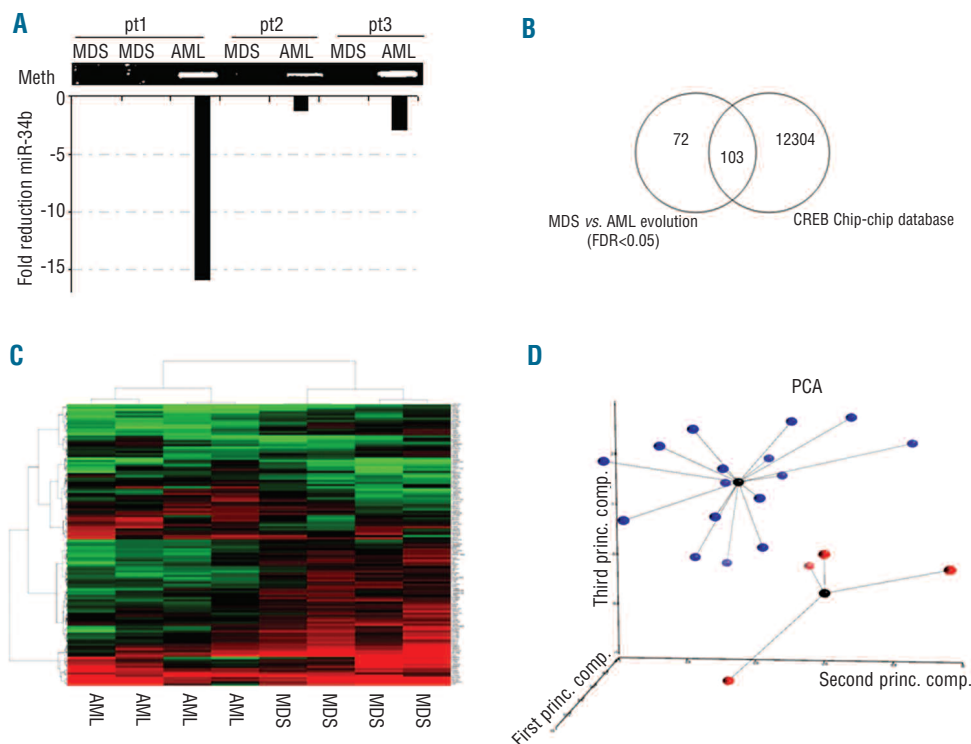 A
pt1 pt2 pt3
MDS MDS AML MDS AML MDS AML
Meth
Fold reduction miR-34b
0
-5
-10
-15
B
72 103 12304
MDS vs. AML evolution
(FDR<0.05)
CREB Chip-chip database
C
AML AML AML AML MDS MDS MDS MDS
D
PCA
Third princ. comp.
Second princ. comp.
First princ. comp.